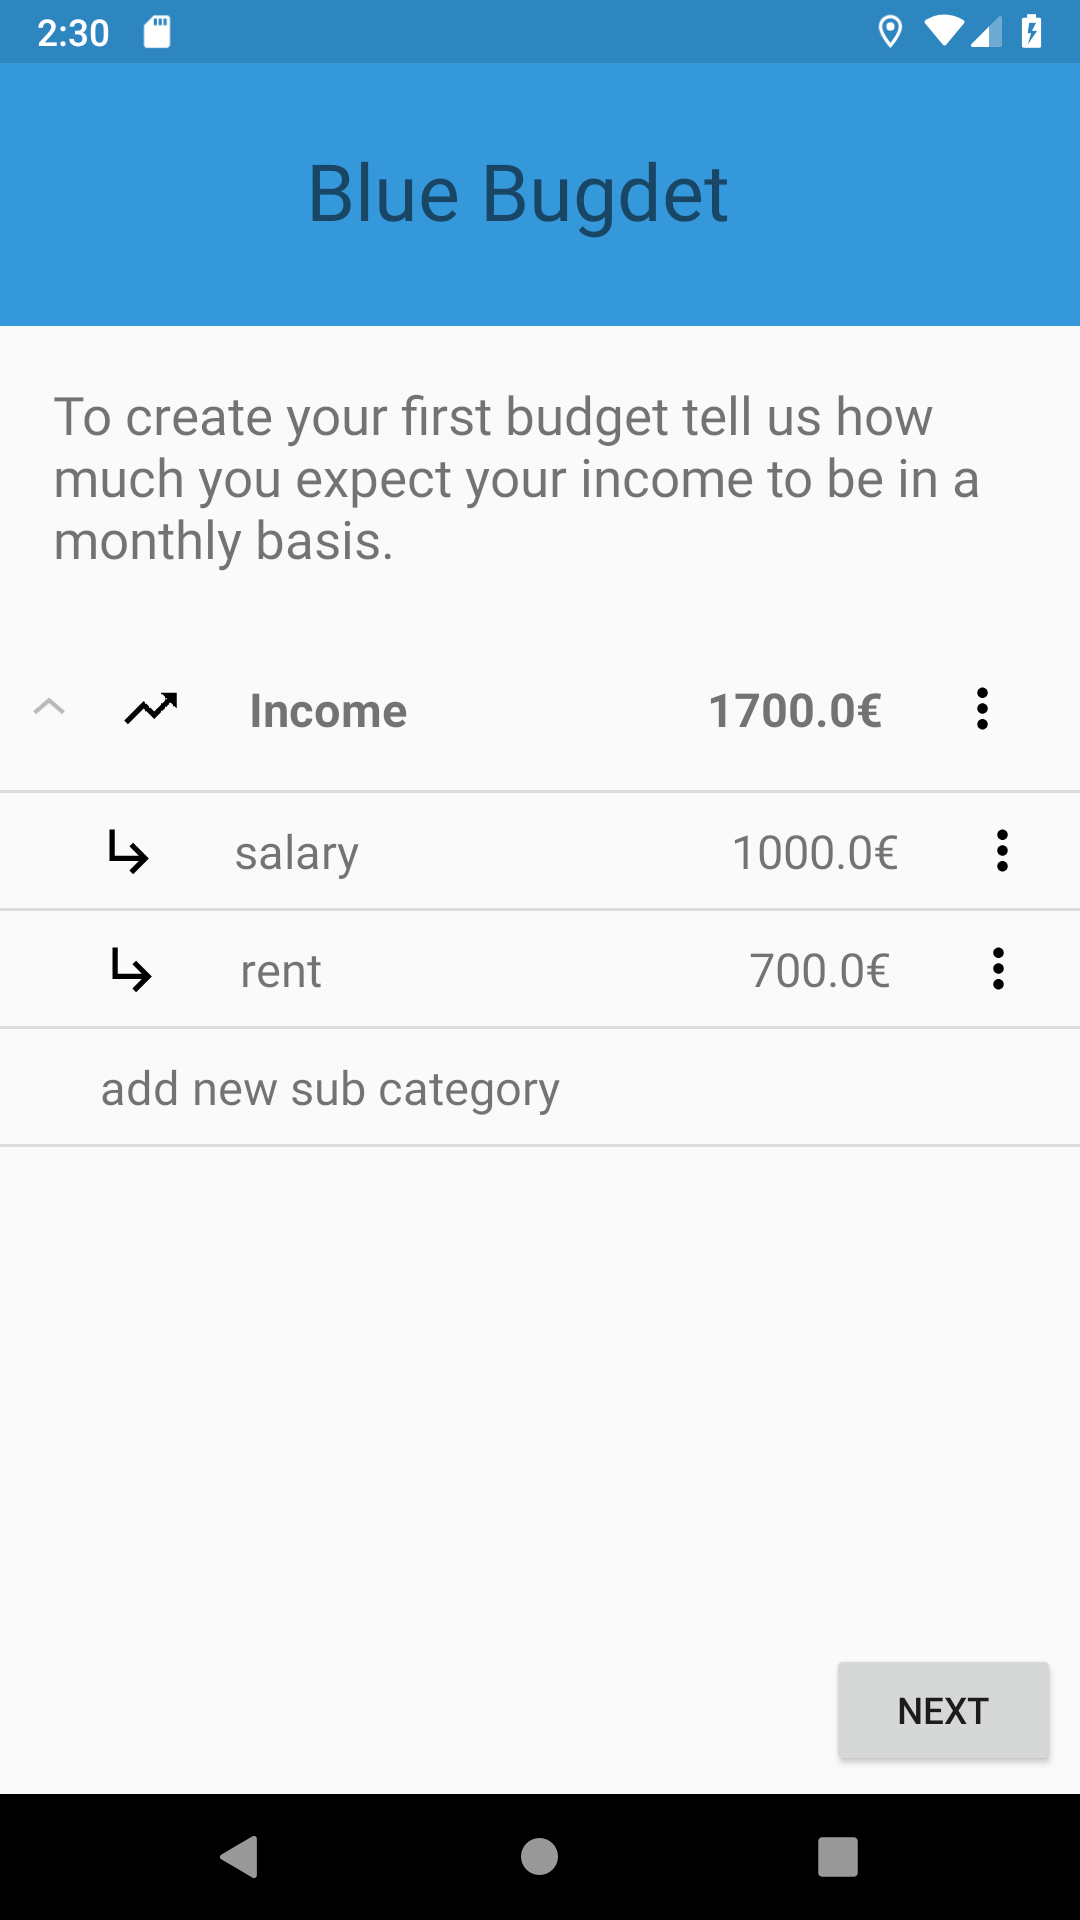 2:30
Blue Bugdet
To create your first budget tell us how
much you expect your income to be in a
monthly basis.
Income 1700.0€
salary 1000.0€
rent 700.0€
add new sub category
NEXT